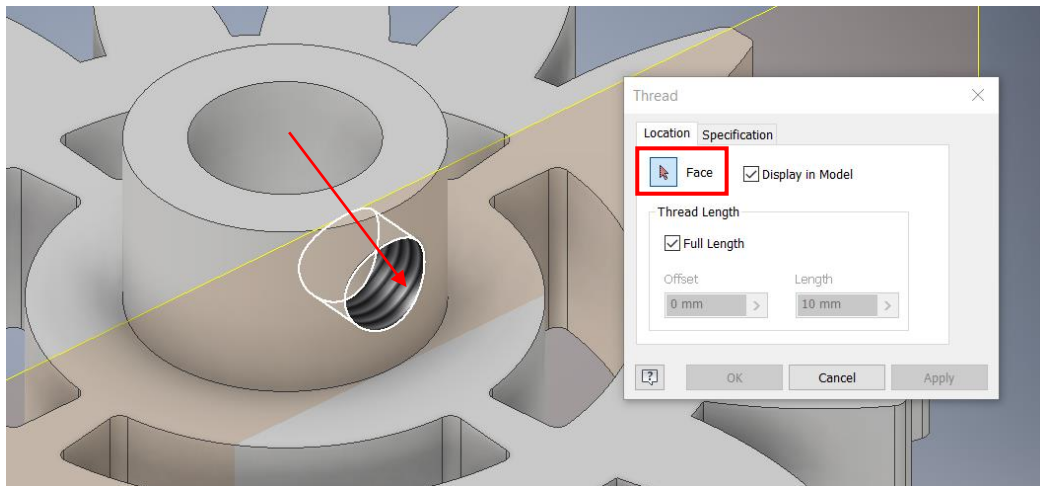 Thread
Location Specification
Face Display in Model
Thread Length
Full Length
Offset Length
0 mm > 10 mm >
? OK Cancel Apply